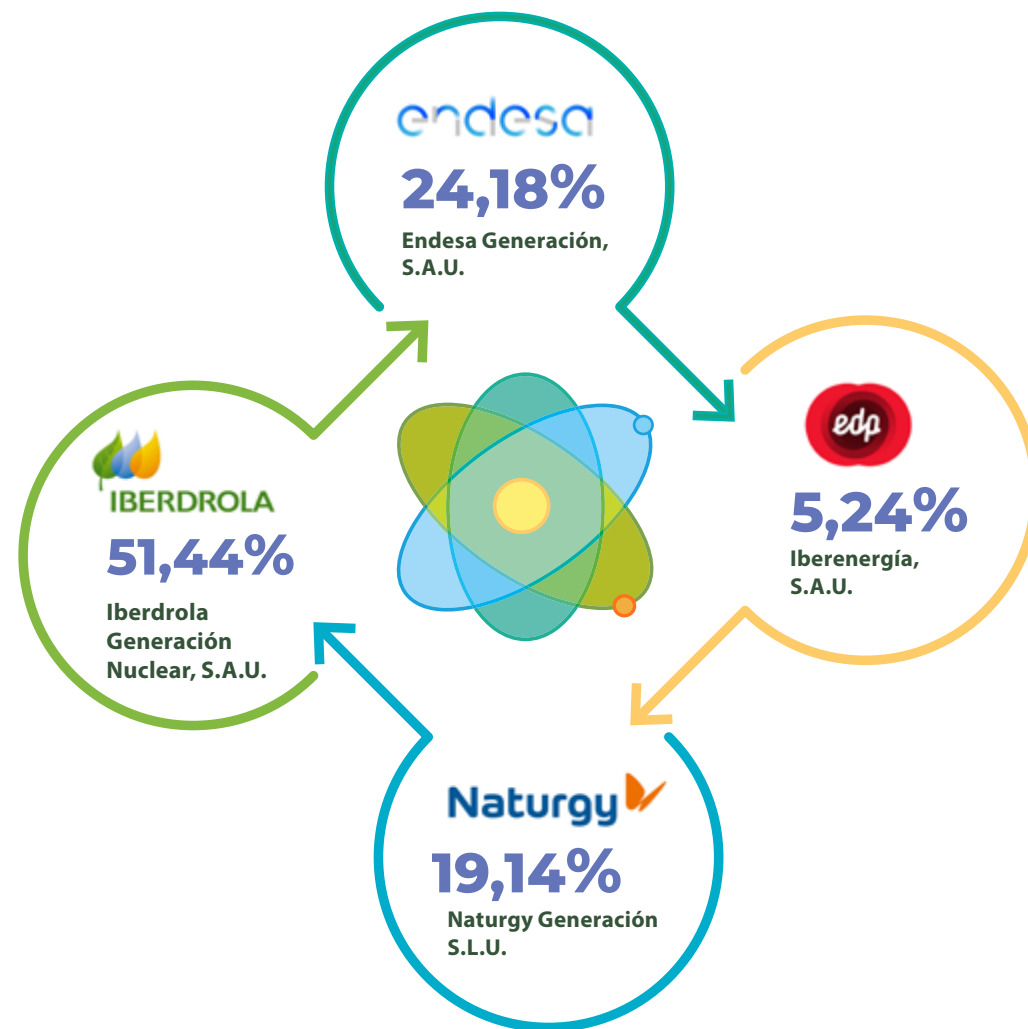 endesa
24,18%
Endesa Generación,
S.A.U.
edp
5,24%
Iberenergía,
S.A.U.
IBERDROLA
51,44%
Iberdrola
Generación
Nuclear, S.A.U.
Naturgy
19,14%
Naturgy Generación
S.L.U.